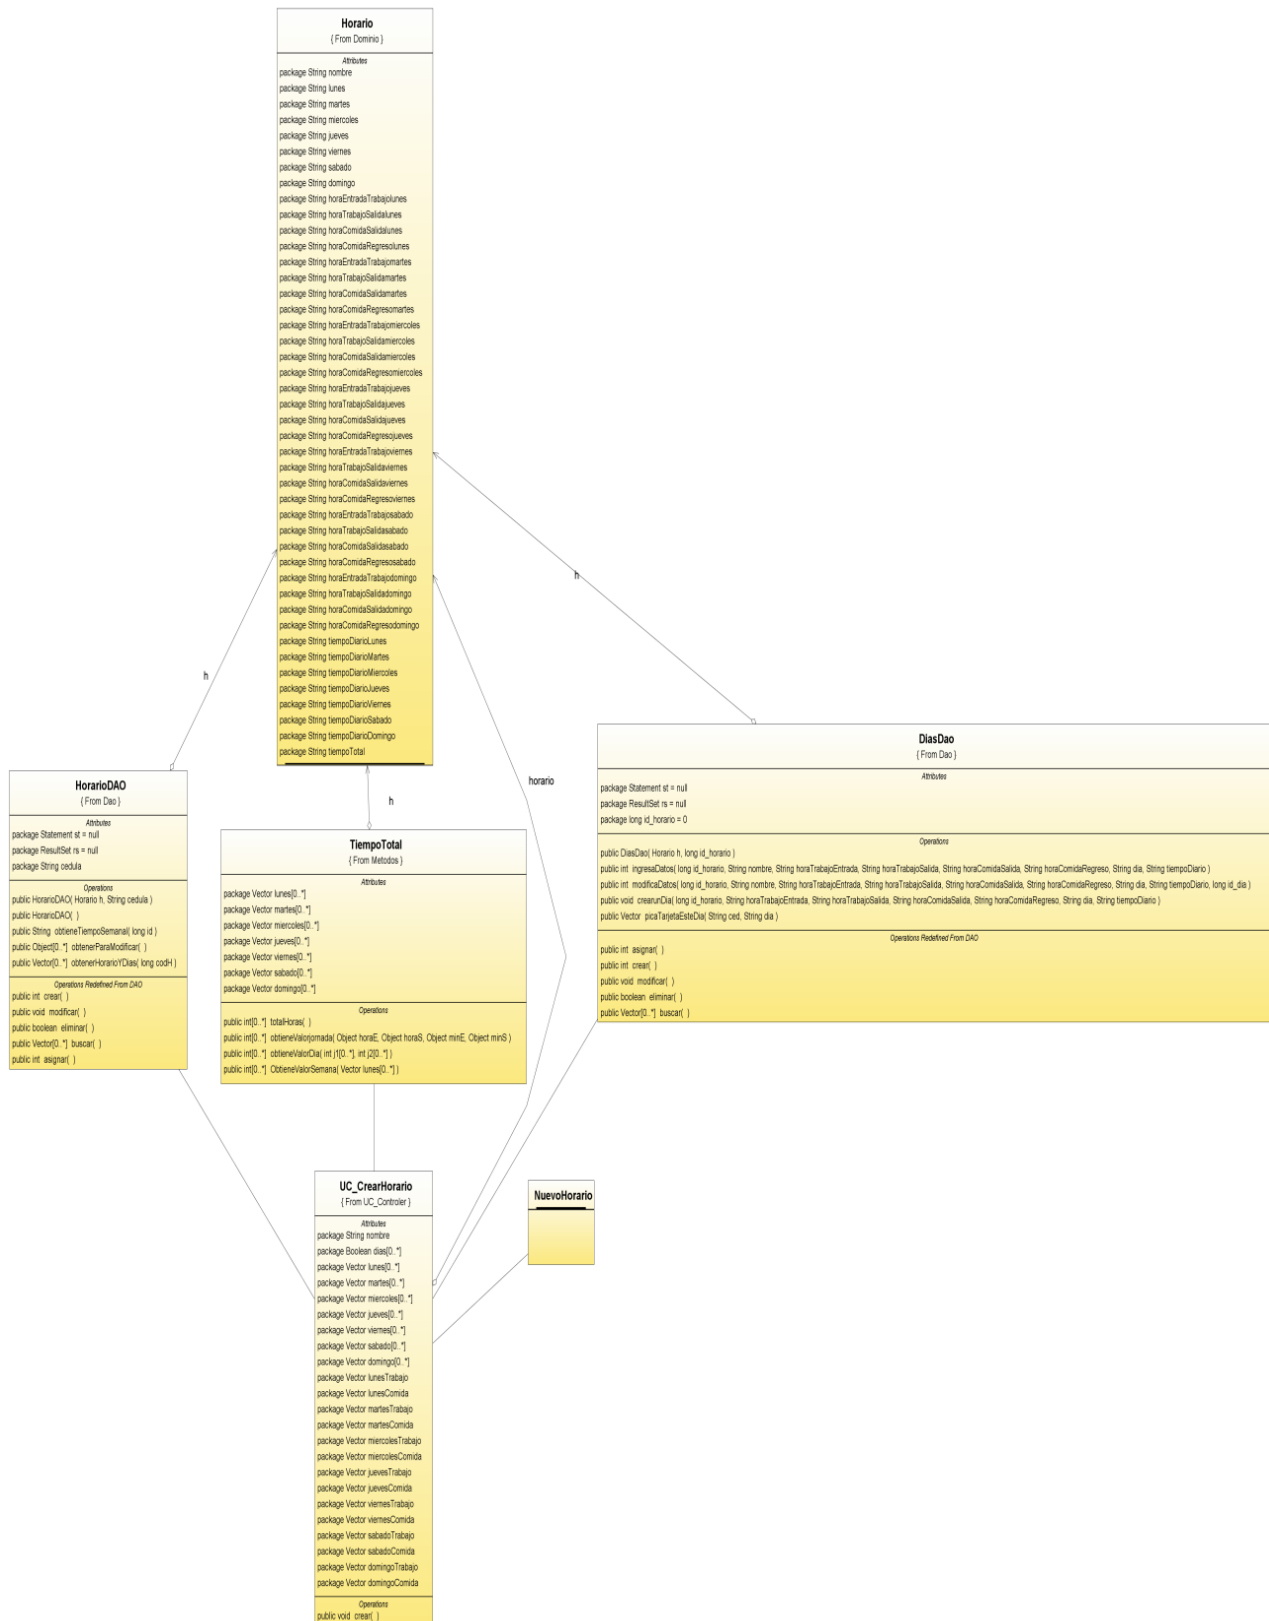 Horario
{ From Dominio }
Attributes
package String nombre
package String lunes
package String martes
package String miercoles
package String jueves
package String viernes
package String sabado
package String domingo
package String horaEntradaTrabajolunes
package String horaTrabajoSalidalunes
package String horaComidaSalidalunes
package String horaComidaRegresolunes
package String horaEntradaTrabajomartes
package String horaTrabajoSalidamartes
package String horaComidaSalidamartes
package String horaComidaRegresomartes
package String horaEntradaTrabajomiercoles
package String horaTrabajoSalidamiercoles
package String horaComidaSalidamiercoles
package String horaComidaRegresomiercoles
package String horaEntradaTrabajojueves
package String horaTrabajoSalidajueves
package String horaComidaSalidajueves
package String horaComidaRegresojueves
package String horaEntradaTrabajoviernes
package String horaTrabajoSalidaviernes
package String horaComidaSalidaviernes
package String horaComidaRegresoviernes
package String horaEntradaTrabajosabado
package String horaTrabajoSalidasabado
package String horaComidaSalidasabado
package String horaComidaRegresosabado
package String horaEntradaTrabajodomingo
package String horaTrabajoSalidadomingo
package String horaComidaSalidadomingo
package String horaComidaRegresodomingo
package String tiempoDiarioLunes
package String tiempoDiarioMartes
package String tiempoDiarioMiercoles
package String tiempoDiarioJueves
package String tiempoDiarioViernes
package String tiempoDiarioSabado
package String tiempoDiarioDomingo
package String tiempoTotal
h
h
h
horario
HorarioDAO
{ From Dao }
Attributes
package Statement st = null
package ResultSet rs = null
package String cedula
Operations
public HorarioDAO( Horario h, String cedula )
public HorarioDAO( )
public String obtieneTiempoSemanal( long id )
public Object[0..*] obtenerParaModificar( )
public Vector[0..*] obtenerHorarioYDias( long codH )
Operations Redefined From DAO
public int crear( )
public void modificar( )
public boolean eliminar( )
public Vector[0..*] buscar( )
public int asignar( )
TiempoTotal
{ From Metodos }
Attributes
package Vector lunes[0..*]
package Vector martes[0..*]
package Vector miercoles[0..*]
package Vector jueves[0..*]
package Vector viernes[0..*]
package Vector sabado[0..*]
package Vector domingo[0..*]
Operations
public int[0..*] totalHoras( )
public int[0..*] obtieneValorjornada( Object horaE, Object horaS, Object minE, Object minS )
public int[0..*] obtieneValorDia( int j1[0..*], int j2[0..*] )
public int[0..*] ObtieneValorSemana( Vector lunes[0..*] )
DiasDao
{ From Dao }
Attributes
package Statement st = null
package ResultSet rs = null
package long id_horario = 0
Operations
public DiasDao( Horario h, long id_horario )
public int ingresaDatos( long id_horario, String nombre, String horaTrabajoEntrada, String horaTrabajoSalida, String horaComidaSalida, String horaComidaRegreso, String dia, String tiempoDiario )
public int modificaDatos( long id_horario, String nombre, String horaTrabajoEntrada, String horaTrabajoSalida, String horaComidaSalida, String horaComidaRegreso, String dia, String tiempoDiario, long id_dia )
public void crearunDia( long id_horario, String horaTrabajoEntrada, String horaTrabajoSalida, String horaComidaSalida, String horaComidaRegreso, String dia, String tiempoDiario )
public Vector picaTarjetaEsteDia( String ced, String dia )
Operations Redefined From DAO
public int asignar( )
public int crear( )
public void modificar( )
public boolean eliminar( )
public Vector[0..*] buscar( )
UC_CrearHorario
{ From UC_Controler }
Attributes
package String nombre
package Boolean dias[0..*]
package Vector lunes[0..*]
package Vector martes[0..*]
package Vector miercoles[0..*]
package Vector jueves[0..*]
package Vector viernes[0..*]
package Vector sabado[0..*]
package Vector domingo[0..*]
package Vector lunesTrabajo
package Vector lunesComida
package Vector martesTrabajo
package Vector martesComida
package Vector miercolesTrabajo
package Vector miercolesComida
package Vector juevesTrabajo
package Vector juevesComida
package Vector viernesTrabajo
package Vector viernesComida
package Vector sabadoTrabajo
package Vector sabadoComida
package Vector domingoTrabajo
package Vector domingoComida
Operations
public void crear( )
NuevoHorario